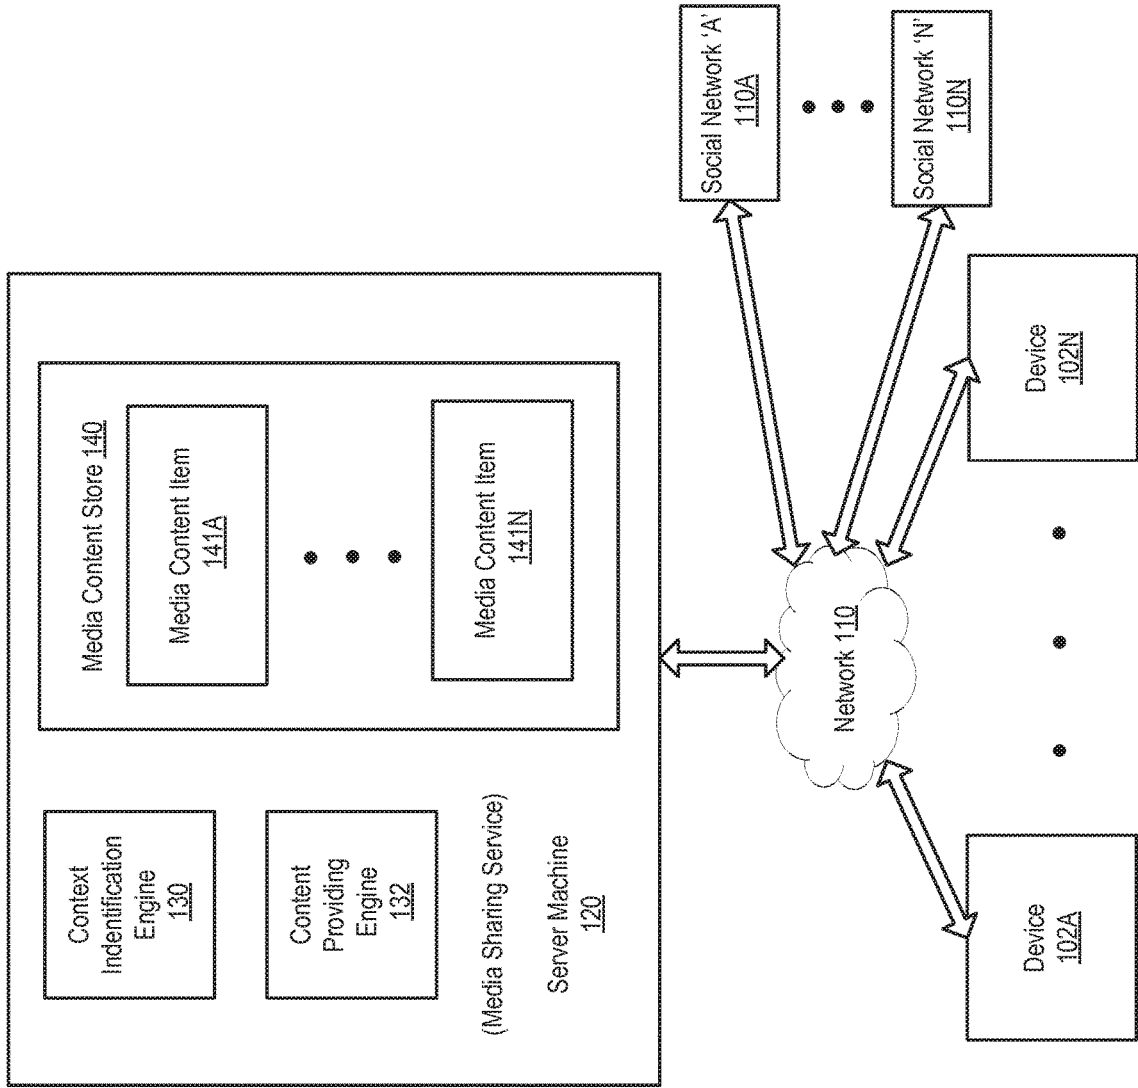 Context
Indentification
Engine
130
Content
Providing
Engine
132
(Media Sharing Service)
Server Machine
120
Media Content Store 140
Media Content Item
141A
Media Content Item
141N
Network 110
Device
102A
Device
102N
Social Network 'A'
110A
Social Network 'N'
110N